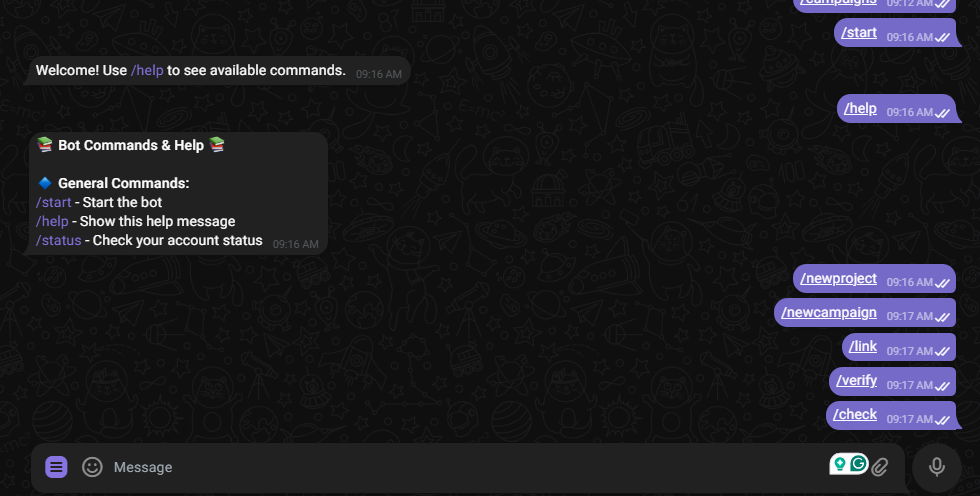 /campaigns 09:12 AM
/start 09:16 AM
Welcome! Use /help to see available commands. 09:16 AM
/help 09:16 AM
Bot Commands & Help
General Commands:
/start - Start the bot
/help - Show this help message
/status - Check your account status 09:16 AM
/newproject 09:16 AM
/newcampaign 09:17 AM
/link 09:17 AM
/verify 09:17 AM
/check 09:17 AM
Message